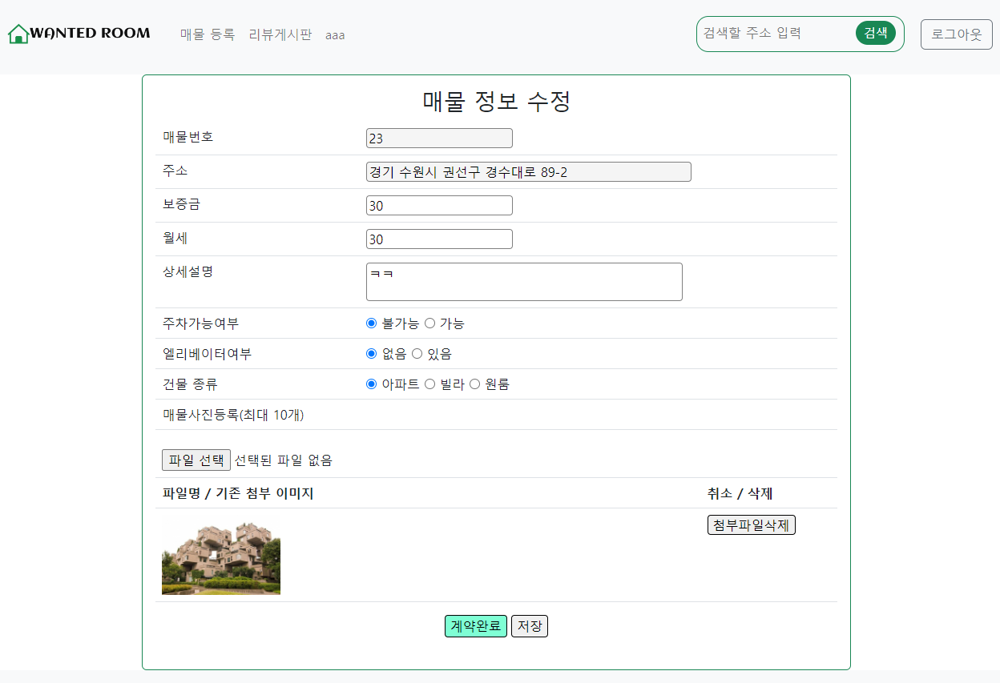 WANTED ROOM 매물 등록 리뷰게시판 aaa 검색할 주소 입력 검색 로그아웃
매물 정보 수정
매물번호 23
주소 경기 수원시 권선구 경수대로 89-2
보증금 30
월세 30
상세설명 ㅋㅋ
주차가능여부 불가능 가능
엘리베이터여부 없음 있음
건물 종류 아파트 빌라 원룸
매물사진등록(최대 10개)
파일 선택 선택된 파일 없음
파일명 / 기존 첨부 이미지 취소 / 삭제
첨부파일삭제
계약완료 저장